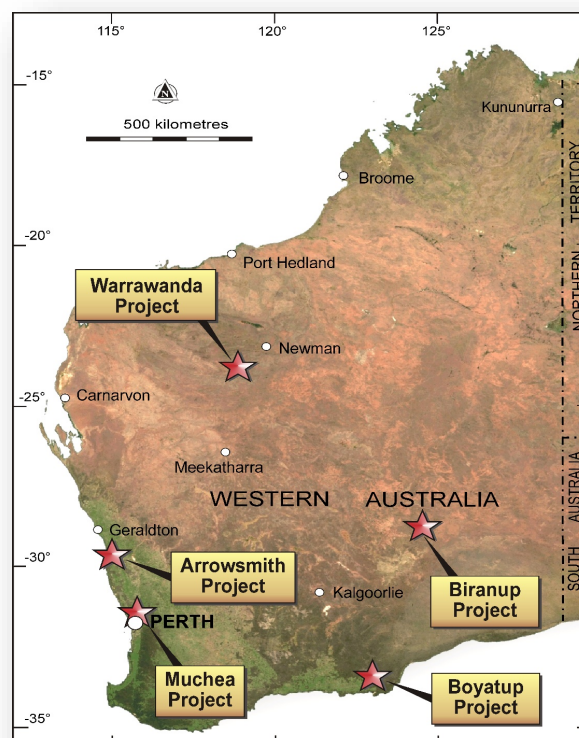 115°
120°
125°
-15°
N
500 kilometres
Kununurra
Broome
NORTHERN TERRITORY
-20°
Port Hedland
Warrawanda
Project
Newman
-25°
Carnarvon
Meekatharra
WESTERN AUSTRALIA
SOUTH AUSTRALIA
Geraldton
-30°
Arrowsmith
Project
Kalgoorlie
Biranup
Project
PERTH
Muchea
Project
Boyatup
Project
-35°